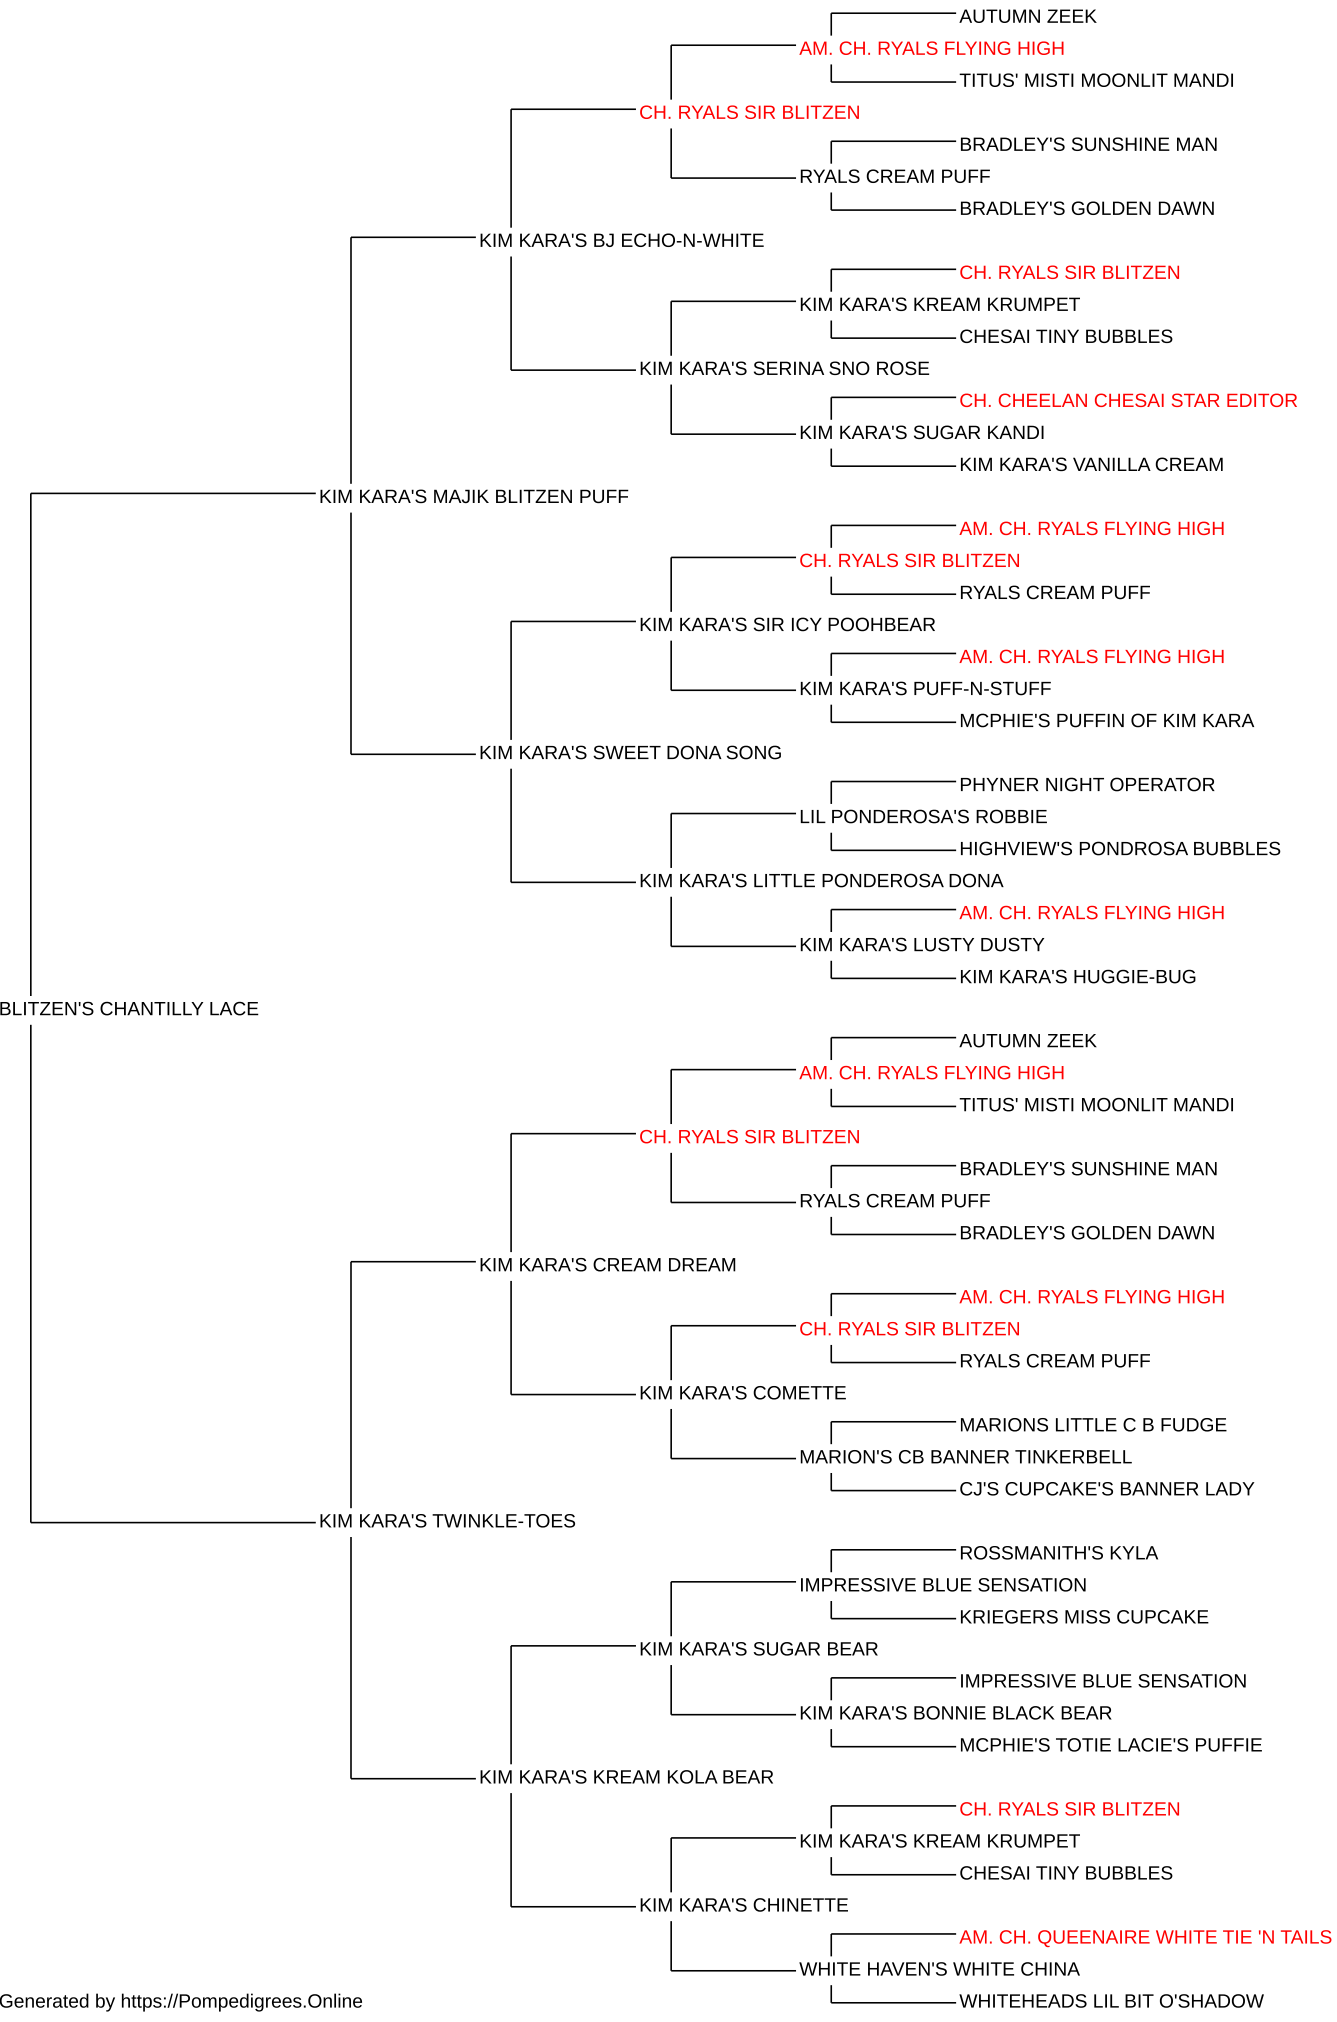 AUTUMN ZEEK
AM. CH. RYALS FLYING HIGH
TITUS' MISTI MOONLIT MANDI
CH. RYALS SIR BLITZEN
BRADLEY'S SUNSHINE MAN
RYALS CREAM PUFF
BRADLEY'S GOLDEN DAWN
KIM KARA'S BJ ECHO-N-WHITE
CH. RYALS SIR BLITZEN
KIM KARA'S KREAM KRUMPET
CHESAI TINY BUBBLES
KIM KARA'S SERINA SNO ROSE
CH. CHEELAN CHESAI STAR EDITOR
KIM KARA'S SUGAR KANDI
KIM KARA'S VANILLA CREAM
KIM KARA'S MAJIK BLITZEN PUFF
AM. CH. RYALS FLYING HIGH
CH. RYALS SIR BLITZEN
RYALS CREAM PUFF
KIM KARA'S SIR ICY POOHBEAR
AM. CH. RYALS FLYING HIGH
KIM KARA'S PUFF-N-STUFF
MCPHIE'S PUFFIN OF KIM KARA
KIM KARA'S SWEET DONA SONG
PHYNER NIGHT OPERATOR
LIL PONDEROSA'S ROBBIE
HIGHVIEW'S PONDROSA BUBBLES
KIM KARA'S LITTLE PONDEROSA DONA
AM. CH. RYALS FLYING HIGH
KIM KARA'S LUSTY DUSTY
KIM KARA'S HUGGIE-BUG
BLITZEN'S CHANTILLY LACE
AUTUMN ZEEK
AM. CH. RYALS FLYING HIGH
TITUS' MISTI MOONLIT MANDI
CH. RYALS SIR BLITZEN
BRADLEY'S SUNSHINE MAN
RYALS CREAM PUFF
BRADLEY'S GOLDEN DAWN
KIM KARA'S CREAM DREAM
AM. CH. RYALS FLYING HIGH
CH. RYALS SIR BLITZEN
RYALS CREAM PUFF
KIM KARA'S COMETTE
MARIONS LITTLE C B FUDGE
MARION'S CB BANNER TINKERBELL
CJ'S CUPCAKE'S BANNER LADY
KIM KARA'S TWINKLE-TOES
ROSSMANITH'S KYLA
IMPRESSIVE BLUE SENSATION
KRIEGERS MISS CUPCAKE
KIM KARA'S SUGAR BEAR
IMPRESSIVE BLUE SENSATION
KIM KARA'S BONNIE BLACK BEAR
MCPHIE'S TOTIE LACIE'S PUFFIE
KIM KARA'S KREAM KOLA BEAR
CH. RYALS SIR BLITZEN
KIM KARA'S KREAM KRUMPET
CHESAI TINY BUBBLES
KIM KARA'S CHINETTE
AM. CH. QUEENAIRE WHITE TIE 'N TAILS
WHITE HAVEN'S WHITE CHINA
WHITEHEADS LIL BIT O'SHADOW
Generated by https://Pompedigrees.Online